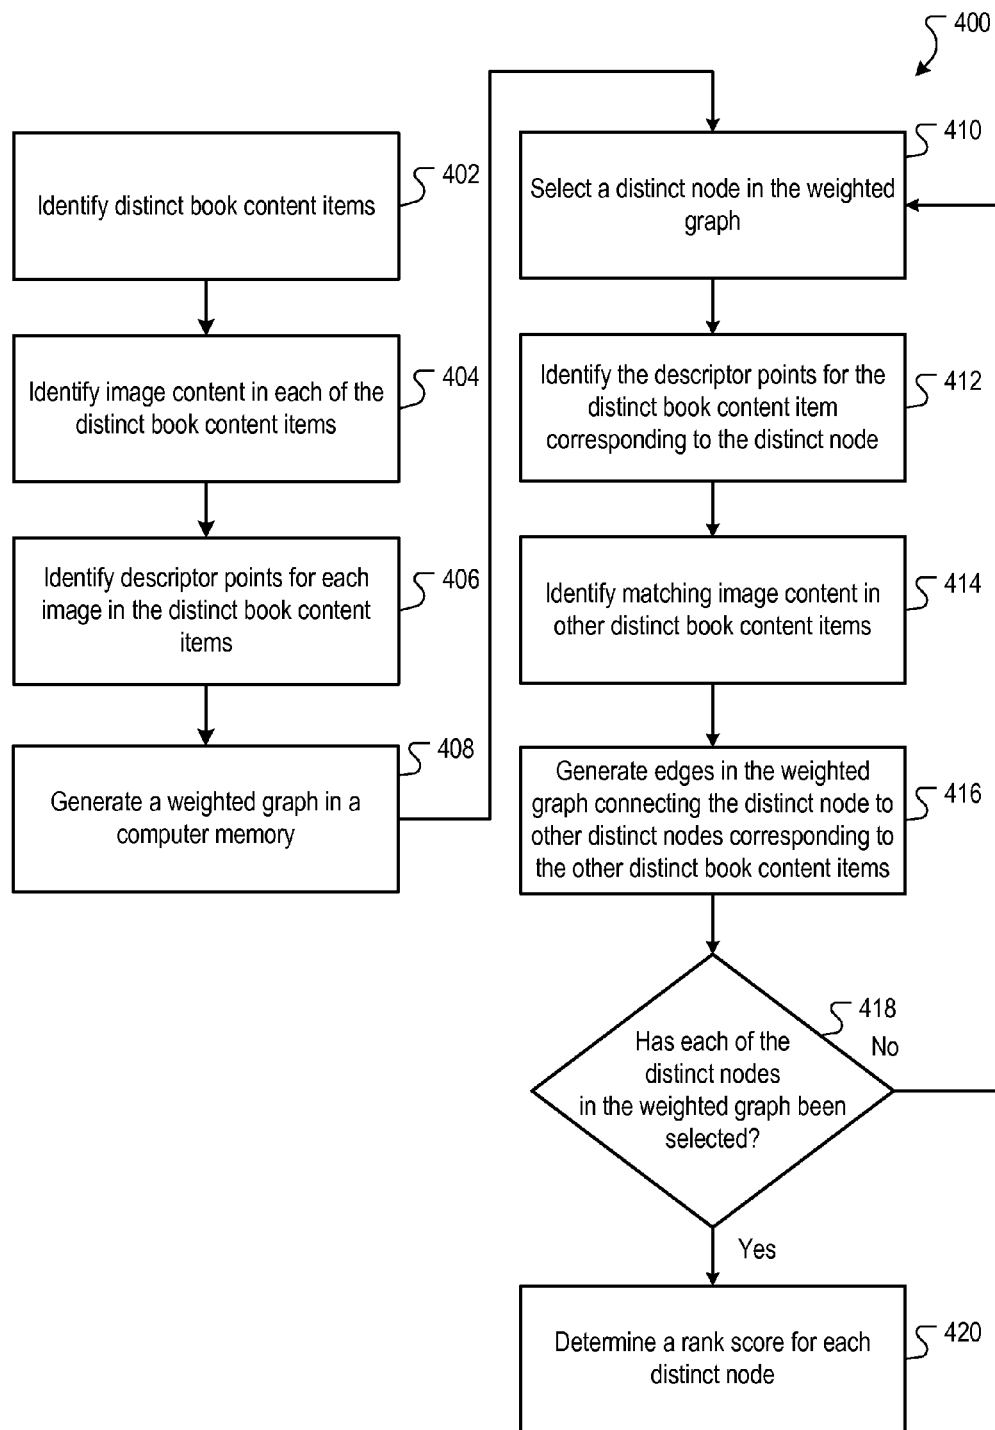 400
Identify distinct book content items
402
Identify image content in each of the
distinct book content items
404
Identify descriptor points for each
image in the distinct book content
items
406
Generate a weighted graph in a
computer memory
408
Select a distinct node in the weighted
graph
410
Identify the descriptor points for the
distinct book content item
corresponding to the distinct node
412
Identify matching image content in
other distinct book content items
414
Generate edges in the weighted
graph connecting the distinct node to
other distinct nodes corresponding to
the other distinct book content items
416
Has each of the
distinct nodes
in the weighted graph been
selected?
418
No
Yes
Determine a rank score for each
distinct node
420